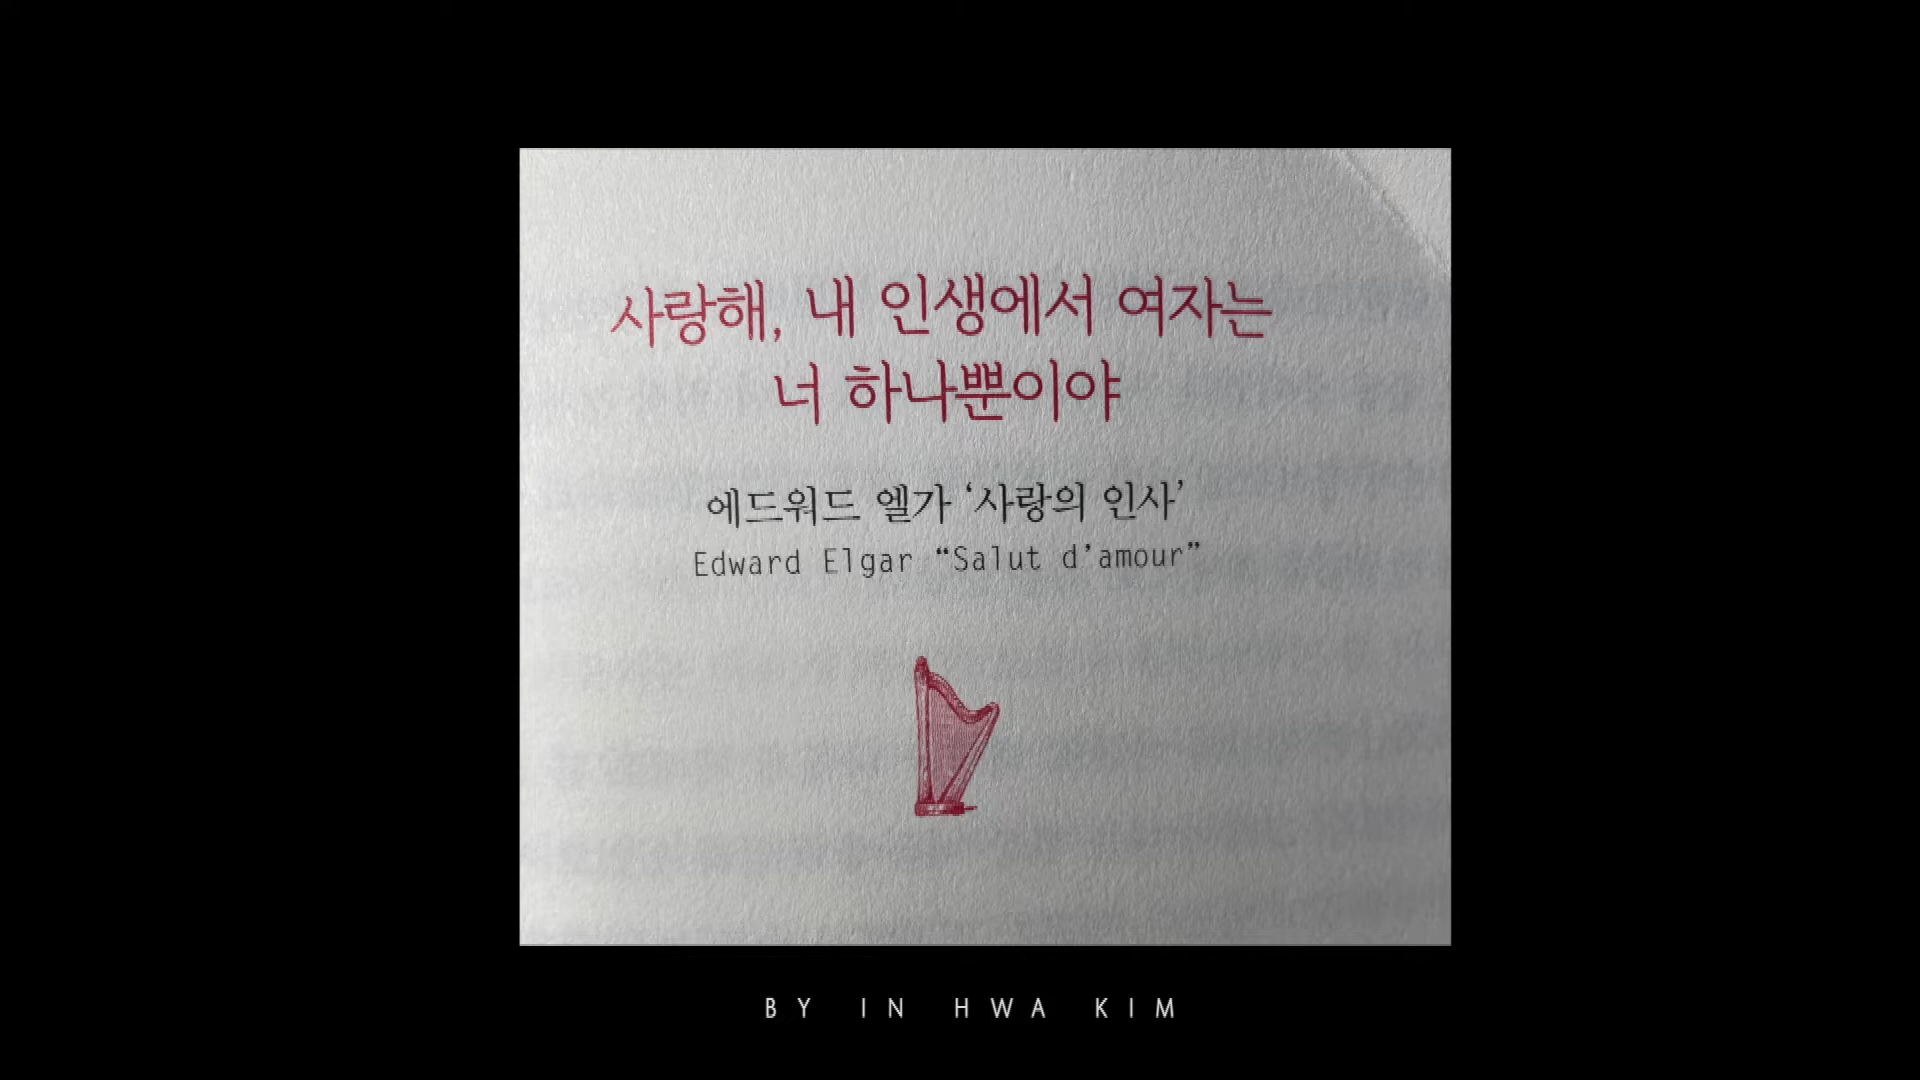 사랑해, 내 인생에서 여자는
너 하나뿐이야
에드워드 엘가 ‘사랑의 인사’
Edward Elgar “Salut d’amour”
BY IN HWA KIM